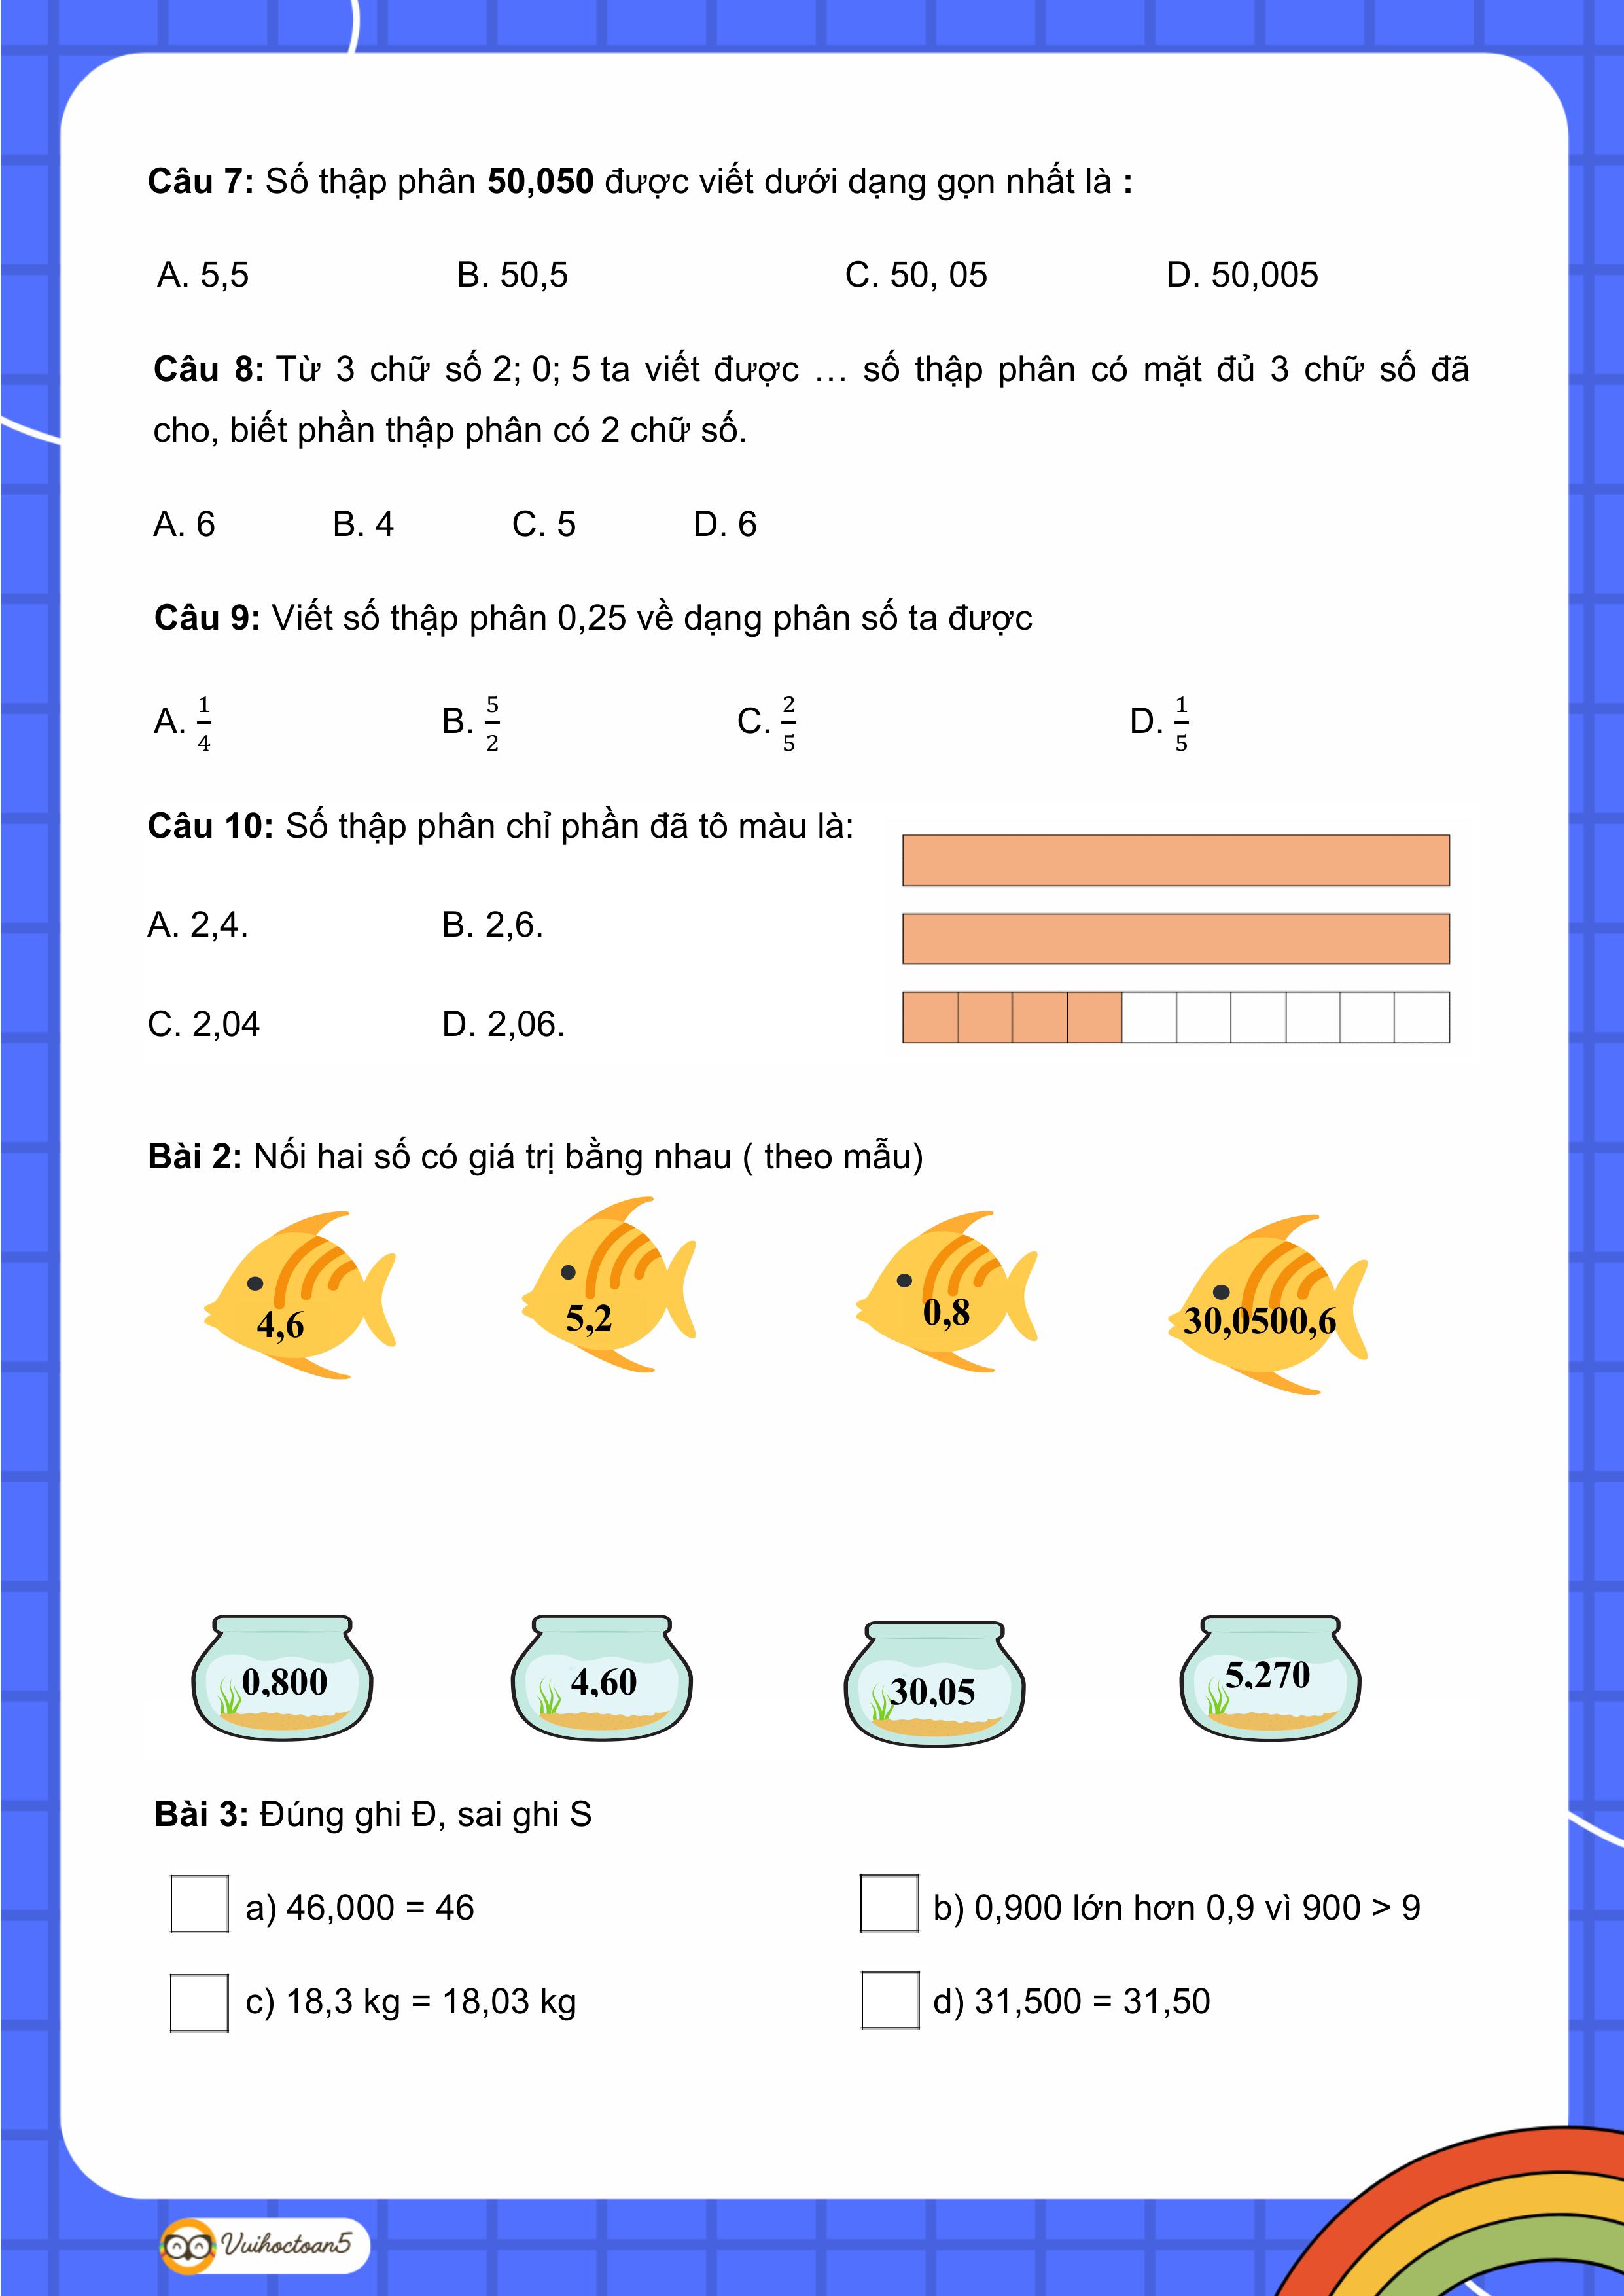 Câu 7: Số thập phân 50,050 được viết dưới dạng gọn nhất là :
A. 5,5 B. 50,5 C. 50, 05 D. 50,005
Câu 8: Từ 3 chữ số 2; 0; 5 ta viết được … số thập phân có mặt đủ 3 chữ số đã
cho, biết phần thập phân có 2 chữ số.
A. 6 B. 4 C. 5 D. 6
Câu 9: Viết số thập phân 0,25 về dạng phân số ta được
A. 1/4 B. 5/2 C. 2/5 D. 1/5
Câu 10: Số thập phân chỉ phần đã tô màu là:
A. 2,4. B. 2,6.
C. 2,04 D. 2,06.
Bài 2: Nối hai số có giá trị bằng nhau ( theo mẫu)
4,6 5,2 0,8 30,0500,6
0,800 4,60 30,05 5,270
Bài 3: Đúng ghi Đ, sai ghi S
a) 46,000 = 46 b) 0,900 lớn hơn 0,9 vì 900 > 9
c) 18,3 kg = 18,03 kg d) 31,500 = 31,50
Vuihoctoan5